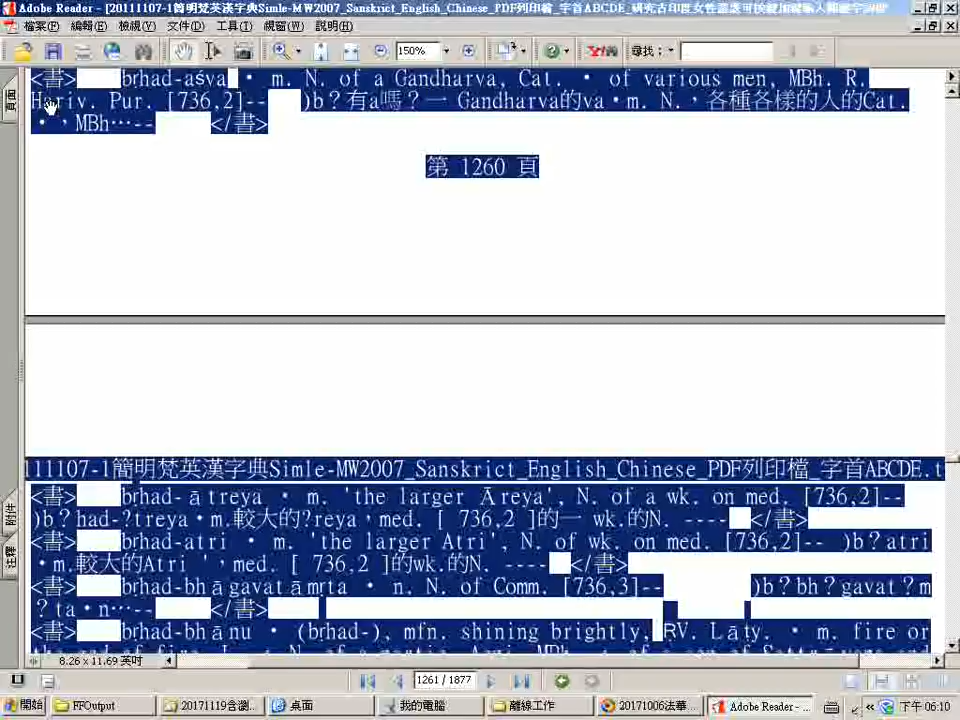 Adobe Reader - [20111107-1簡明梵英漢字典Simle-MW2007_Sanskrict_English_Chinese_PDF列印檔_字首ABCDE
檔案(F) 編輯(E) 檢視(V) 文件(D) 工具(T) 視窗(W) 說明(H)
150% 尋找:
頁面
<書> bṛhad-aśva • m. N. of a Gandharva, Cat. • of various men, MBh. R.
Hariv. Pur. [736,2]-- )b？有a嗎？一 Gandharva的va•m. N.，各種各樣的人的Cat.
•，MBh…-- </書>
第 1260 頁
111107-1簡明梵英漢字典Simle-MW2007_Sanskrict_English_Chinese_PDF列印檔_字首ABCDE.t
<書> bṛhad-ātreya • m. 'the larger Āreya', N. of a wk. on med. [736,2]--
)b？had-?treya•m.較大的?reya，med. [ 736,2 ]的一 wk.的N. ---- </書>
<書> bṛhad-atri • m. 'the larger Atri', N. of wk. on med. [736,2]-- )b？atri
•m.較大的Atri '，med. [ 736,2 ]的wk.的N. ---- </書>
<書> bṛhad-bhāgavatāmṛta • n. N. of Comm. [736,3]-- )b？bh？gavat？m
？ta•n…-- </書>
<書> bṛhad-bhānu • (bṛhad-), mfn. shining brightly, RV. Lāṭy. • m. fire or
附件
注釋
8.26 x 11.69 英吋
1261 / 1877
開始 FFOutput 20171119含瀏... 桌面 我的電腦 離線工作 20171006法華... Adobe Reader - ... 下午 06:10